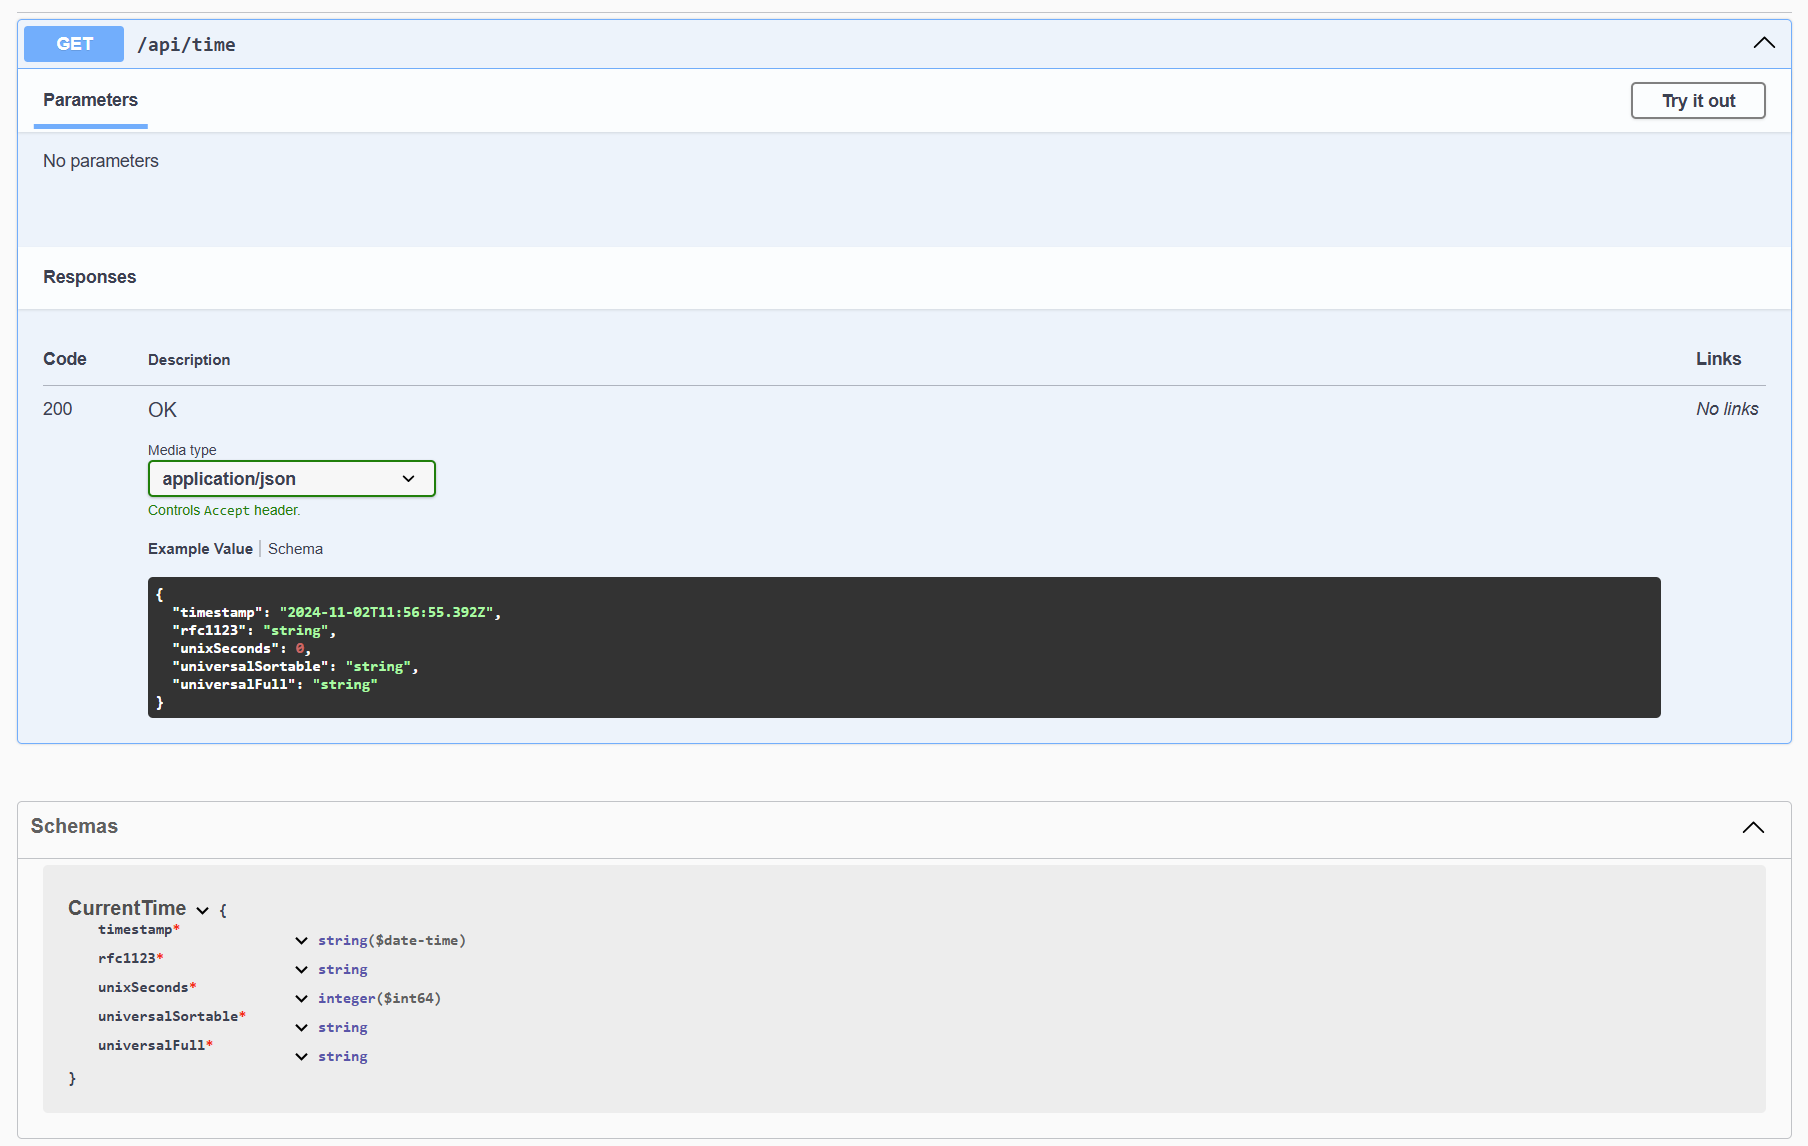 GET /api/time
Parameters
Try it out
No parameters
Responses
Code Description Links
200 OK No links
Media type
application/json
Controls Accept header.
Example Value | Schema
{
"timestamp": "2024-11-02T11:56:55.392Z",
"rfc1123": "string",
"unixSeconds": 0,
"universalSortable": "string",
"universalFull": "string"
}
Schemas
CurrentTime {
timestamp* string($date-time)
rfc1123* string
unixSeconds* integer($int64)
universalSortable* string
universalFull* string
}